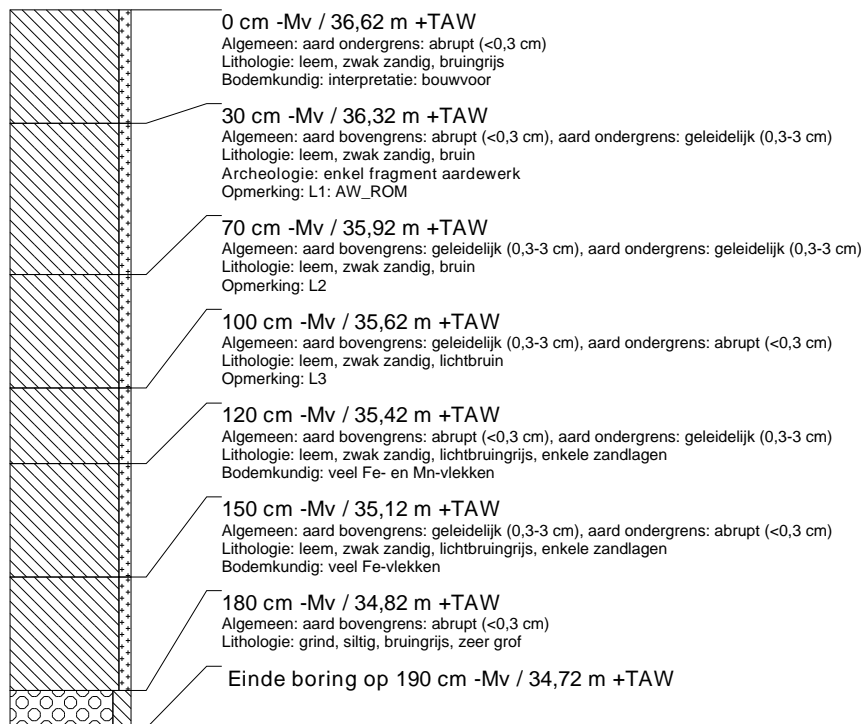 0 cm -Mv / 36,62 m +TAW
Algemeen: aard ondergrens: abrupt (<0,3 cm)
Lithologie: leem, zwak zandig, bruingrijs
Bodemkundig: interpretatie: bouwvoor
30 cm -Mv / 36,32 m +TAW
Algemeen: aard bovengrens: abrupt (<0,3 cm), aard ondergrens: geleidelijk (0,3-3 cm)
Lithologie: leem, zwak zandig, bruin
Archeologie: enkel fragment aardewerk
Opmerking: L1: AW_ROM
70 cm -Mv / 35,92 m +TAW
Algemeen: aard bovengrens: geleidelijk (0,3-3 cm), aard ondergrens: geleidelijk (0,3-3 cm)
Lithologie: leem, zwak zandig, bruin
Opmerking: L2
100 cm -Mv / 35,62 m +TAW
Algemeen: aard bovengrens: geleidelijk (0,3-3 cm), aard ondergrens: abrupt (<0,3 cm)
Lithologie: leem, zwak zandig, lichtbruin
Opmerking: L3
120 cm -Mv / 35,42 m +TAW
Algemeen: aard bovengrens: abrupt (<0,3 cm), aard ondergrens: geleidelijk (0,3-3 cm)
Lithologie: leem, zwak zandig, lichtbruingrijs, enkele zandlagen
Bodemkundig: veel Fe- en Mn-vlekken
150 cm -Mv / 35,12 m +TAW
Algemeen: aard bovengrens: geleidelijk (0,3-3 cm), aard ondergrens: abrupt (<0,3 cm)
Lithologie: leem, zwak zandig, lichtbruingrijs, enkele zandlagen
Bodemkundig: veel Fe-vlekken
180 cm -Mv / 34,82 m +TAW
Algemeen: aard bovengrens: abrupt (<0,3 cm)
Lithologie: grind, siltig, bruingrijs, zeer grof
Einde boring op 190 cm -Mv / 34,72 m +TAW